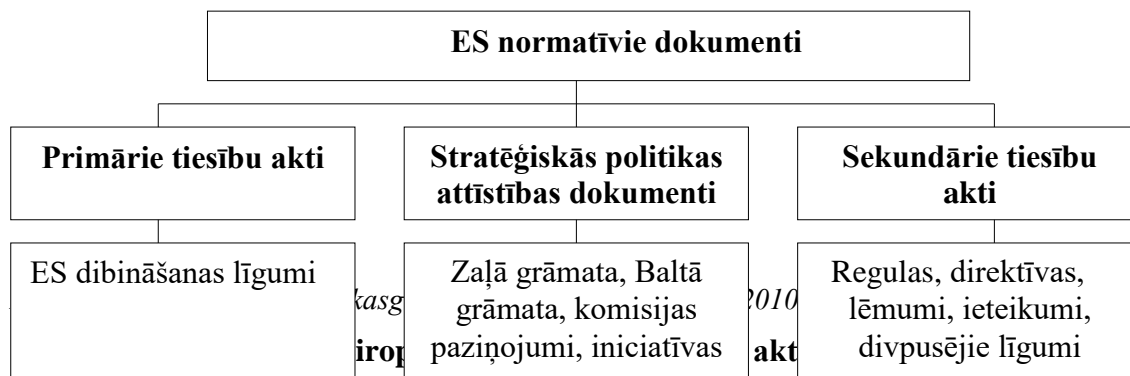 ES normatīvie dokumenti
Primārie tiesību akti
Stratēģiskās politikas
attīstības dokumenti
Sekundārie tiesību
akti
ES dibināšanas līgumi
Zaļā grāmata, Baltā
grāmata, komisijas
paziņojumi, iniciatīvas
Regulas, direktīvas,
lēmumi, ieteikumi,
divpusējie līgumi